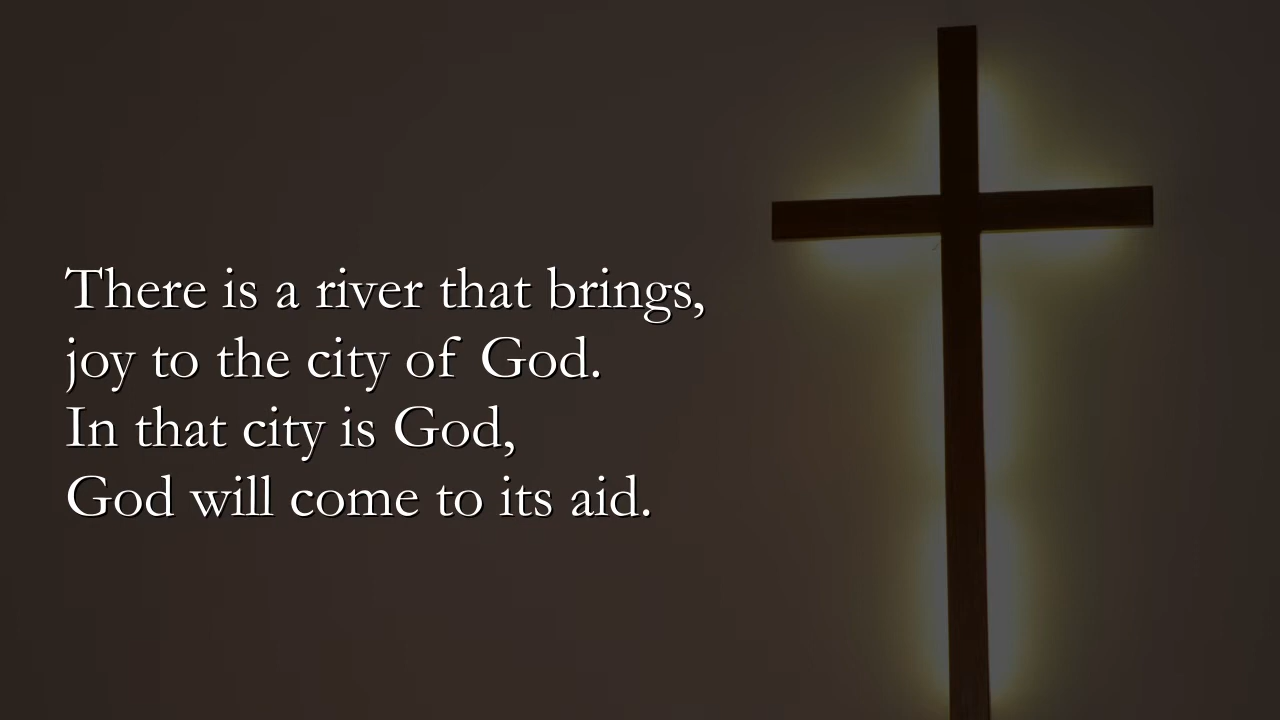 There is a river that brings,
joy to the city of God.
In that city is God,
God will come to its aid.